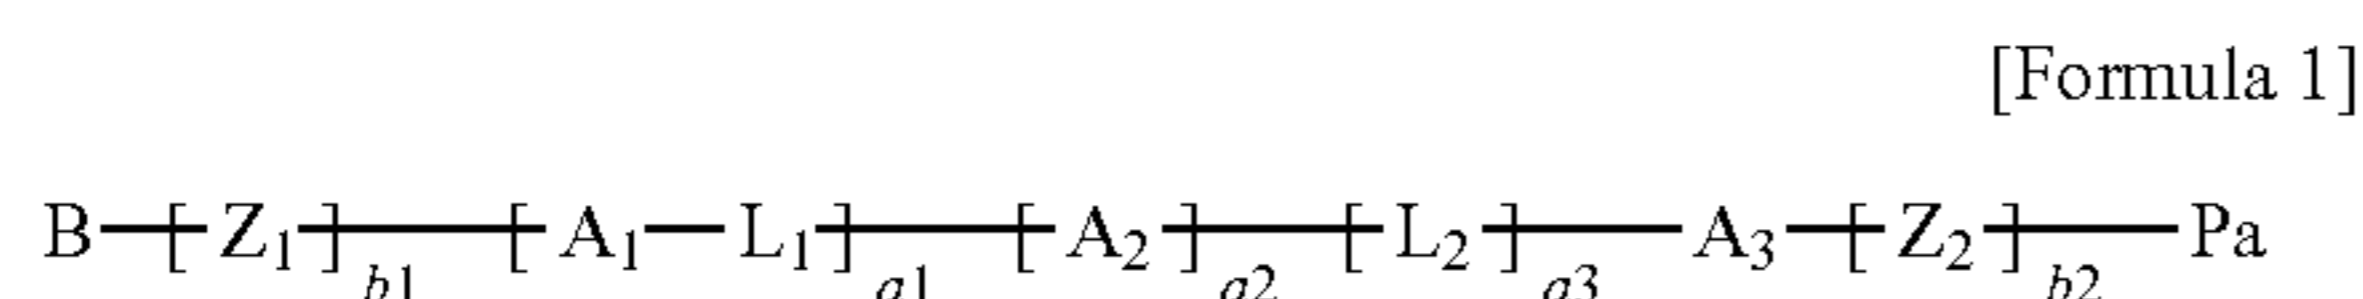 [Formula 1]
B—[Z₁]b1—[A₁—L₁]a1—[A₂]a2—[L₂]a3—A₃—[Z₂]b2—Pa